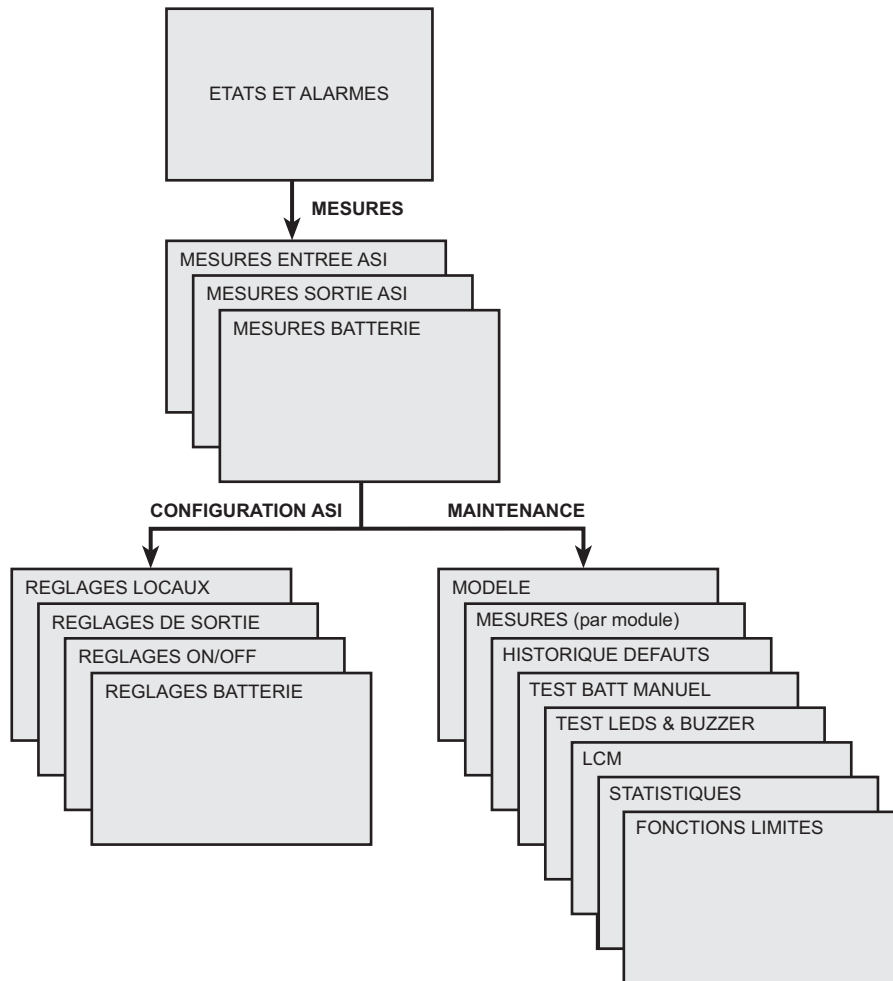 ETATS ET ALARMES
MESURES
MESURES ENTREE ASI
MESURES SORTIE ASI
MESURES BATTERIE
CONFIGURATION ASI
MAINTENANCE
REGLAGES LOCAUX
REGLAGES DE SORTIE
REGLAGES ON/OFF
REGLAGES BATTERIE
MODELE
MESURES (par module)
HISTORIQUE DEFAUTS
TEST BATT MANUEL
TEST LEDS & BUZZER
LCM
STATISTIQUES
FONCTIONS LIMITES